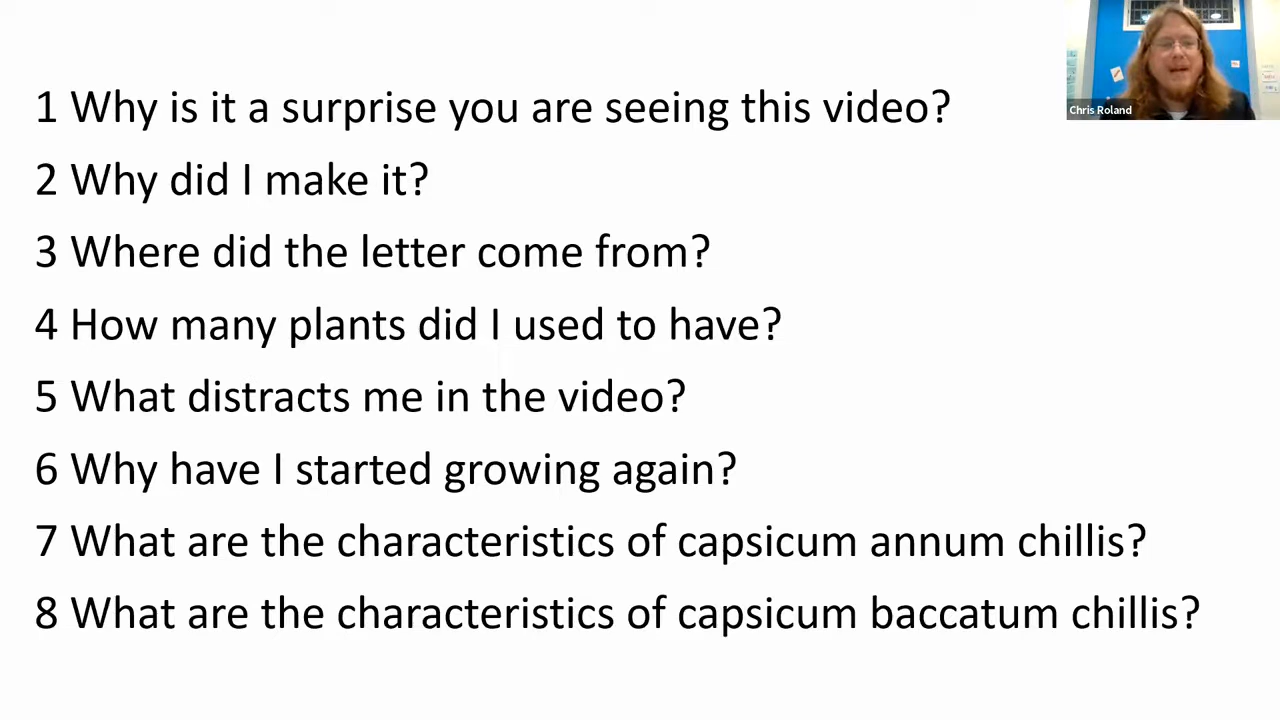 1 Why is it a surprise you are seeing this video?
2 Why did I make it?
3 Where did the letter come from?
4 How many plants did I used to have?
5 What distracts me in the video?
6 Why have I started growing again?
7 What are the characteristics of capsicum annum chillis?
8 What are the characteristics of capsicum baccatum chillis?
Chris Roland